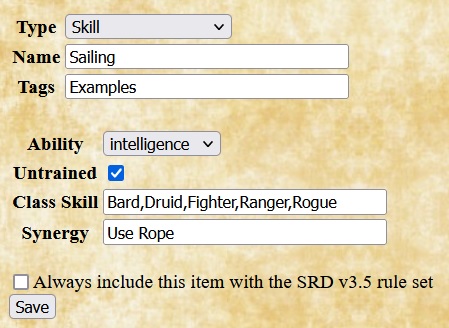 Type Skill
Name Sailing
Tags Examples
Ability intelligence
Untrained
Class Skill Bard,Druid,Fighter,Ranger,Rogue
Synergy Use Rope
Always include this item with the SRD v3.5 rule set
Save